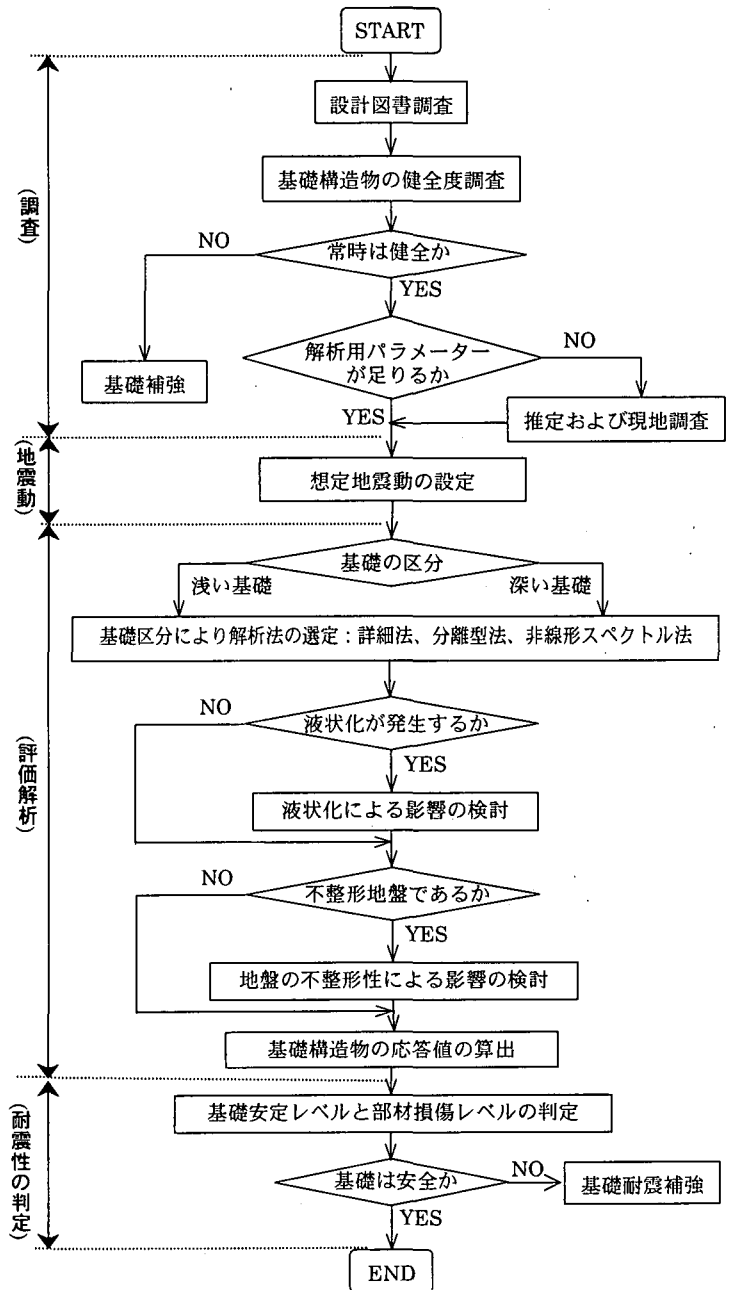 START
設計図書調査
基礎構造物の健全度調査
(調査)
NO
常時は健全か
YES
解析用パラメーター
が足りるか
NO
基礎補強
YES
推定および現地調査
(地震動)
想定地震動の設定
基礎の区分
浅い基礎
深い基礎
基礎区分により解析法の選定：詳細法、分離型法、非線形スペクトル法
NO
液状化が発生するか
YES
(評価解析)
液状化による影響の検討
NO
不整形地盤であるか
YES
地盤の不整形性による影響の検討
基礎構造物の応答値の算出
基礎安定レベルと部材損傷レベルの判定
(耐震性の判定)
基礎は安全か
NO
基礎耐震補強
YES
END